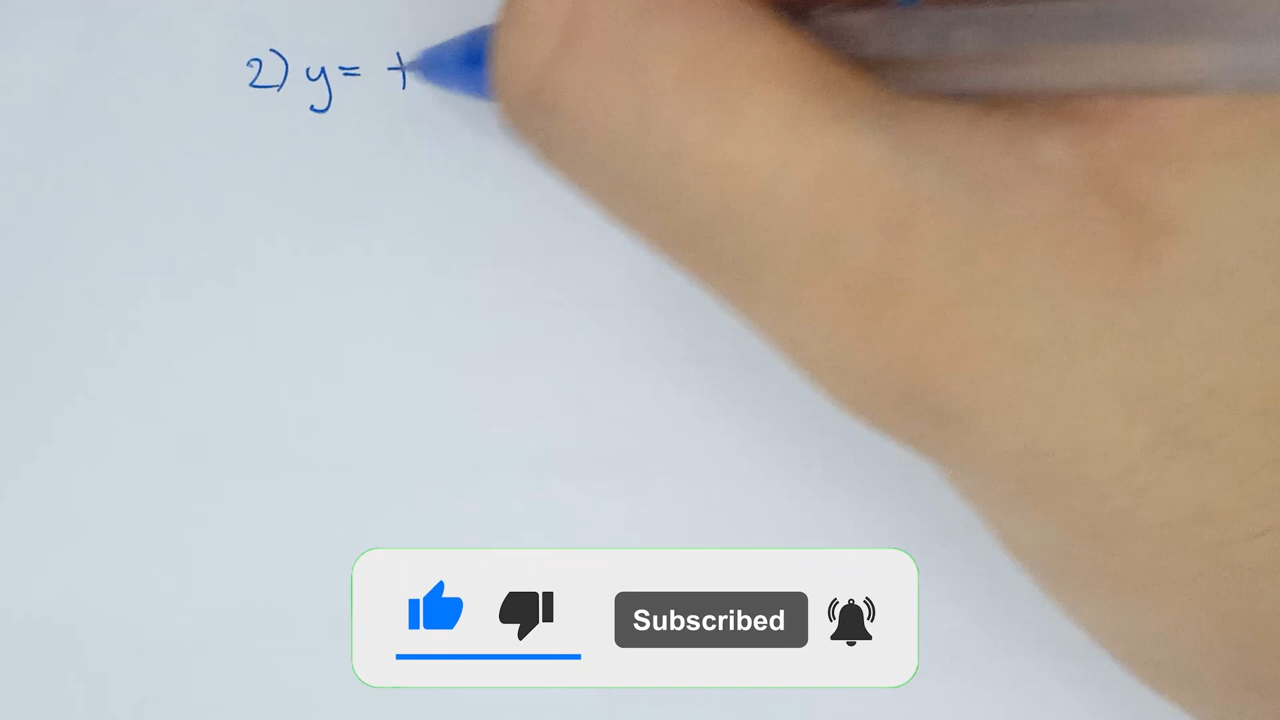 2) y = +
Subscribed